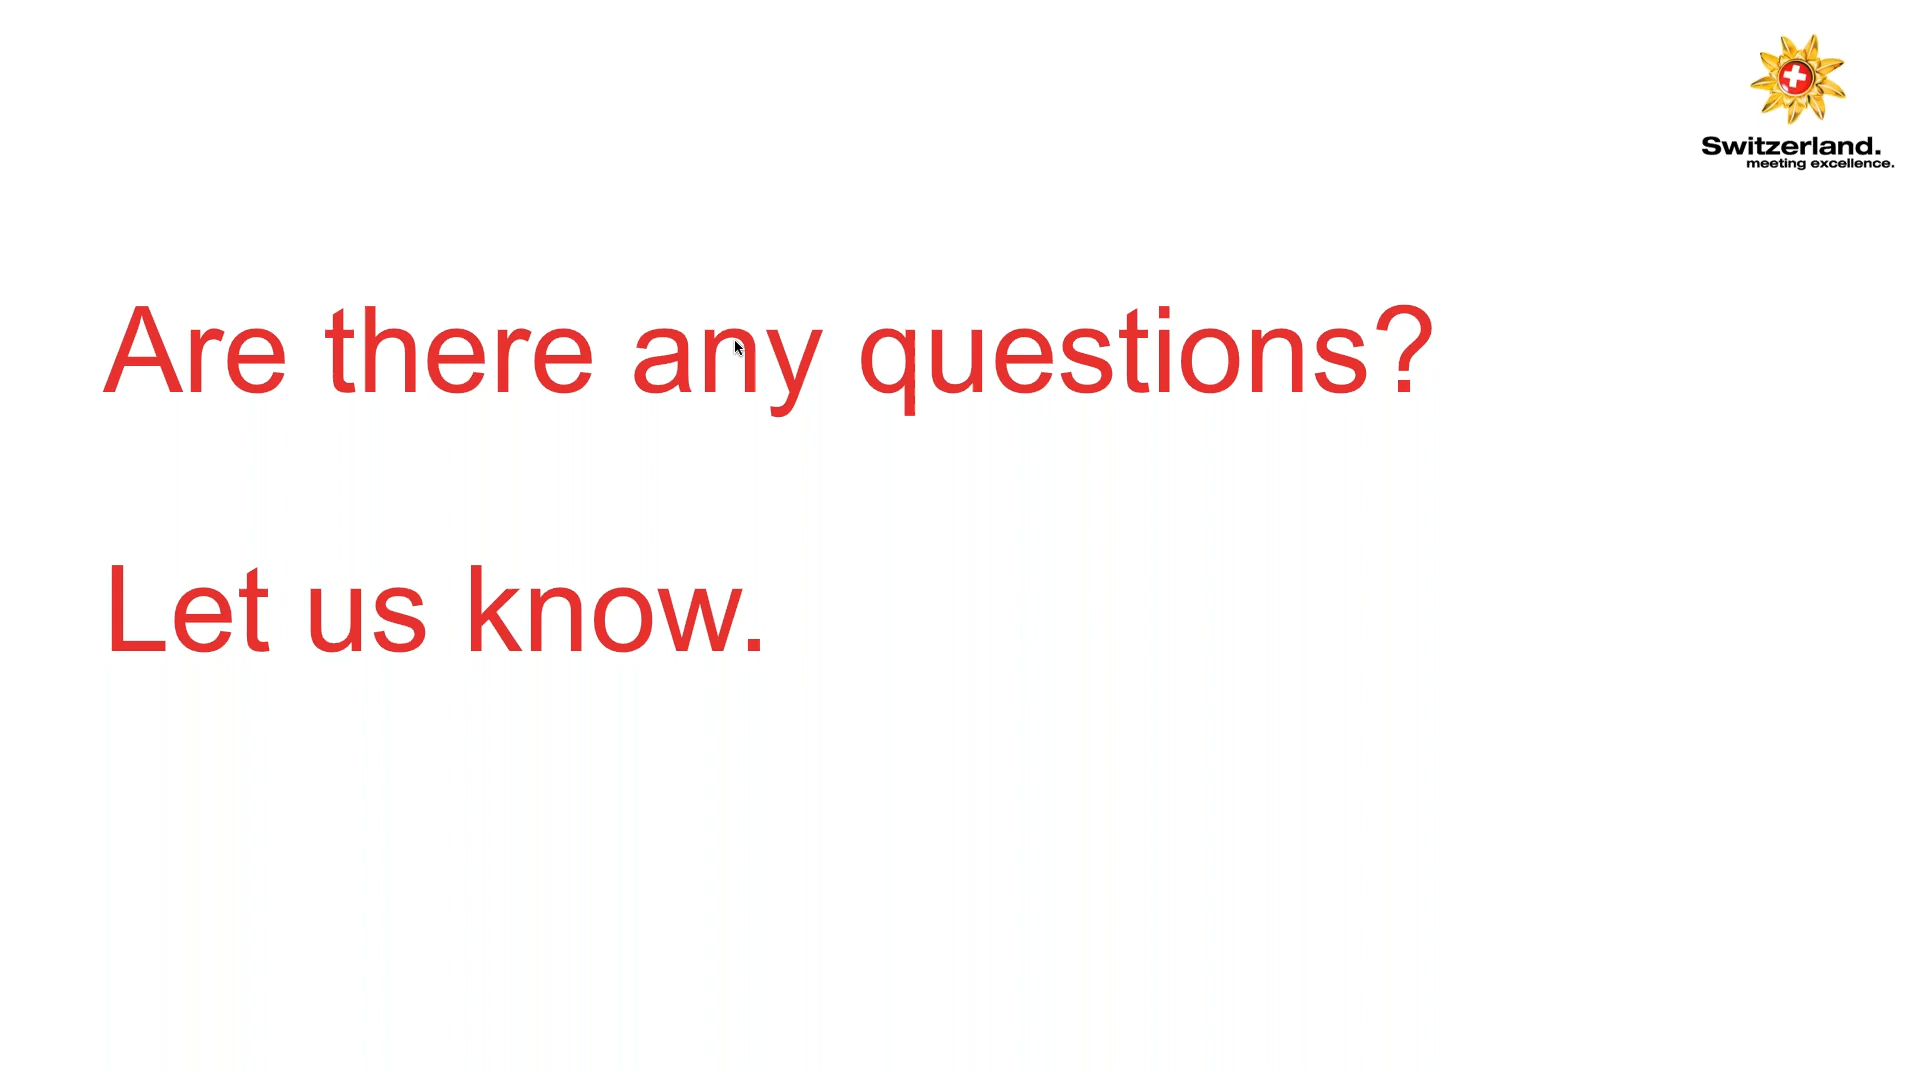 Switzerland.
meeting excellence.
Are there any questions?
Let us know.